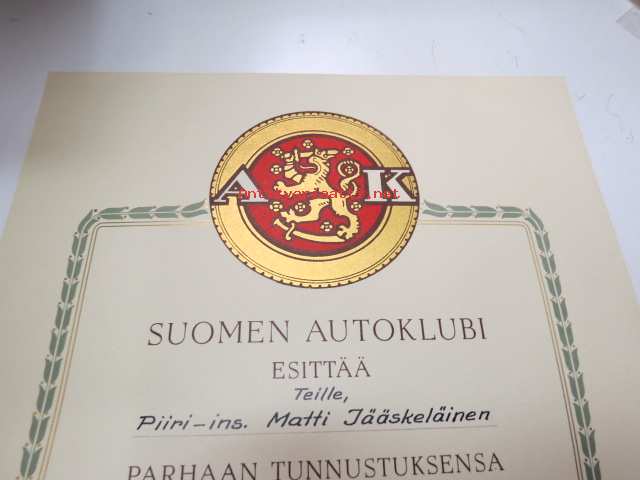 A K
SUOMEN AUTOKLUBI
ESITTÄÄ
Teille,
Piiri-ins. Matti Jääskeläinen
PARHAAN TUNNUSTUKSENSA